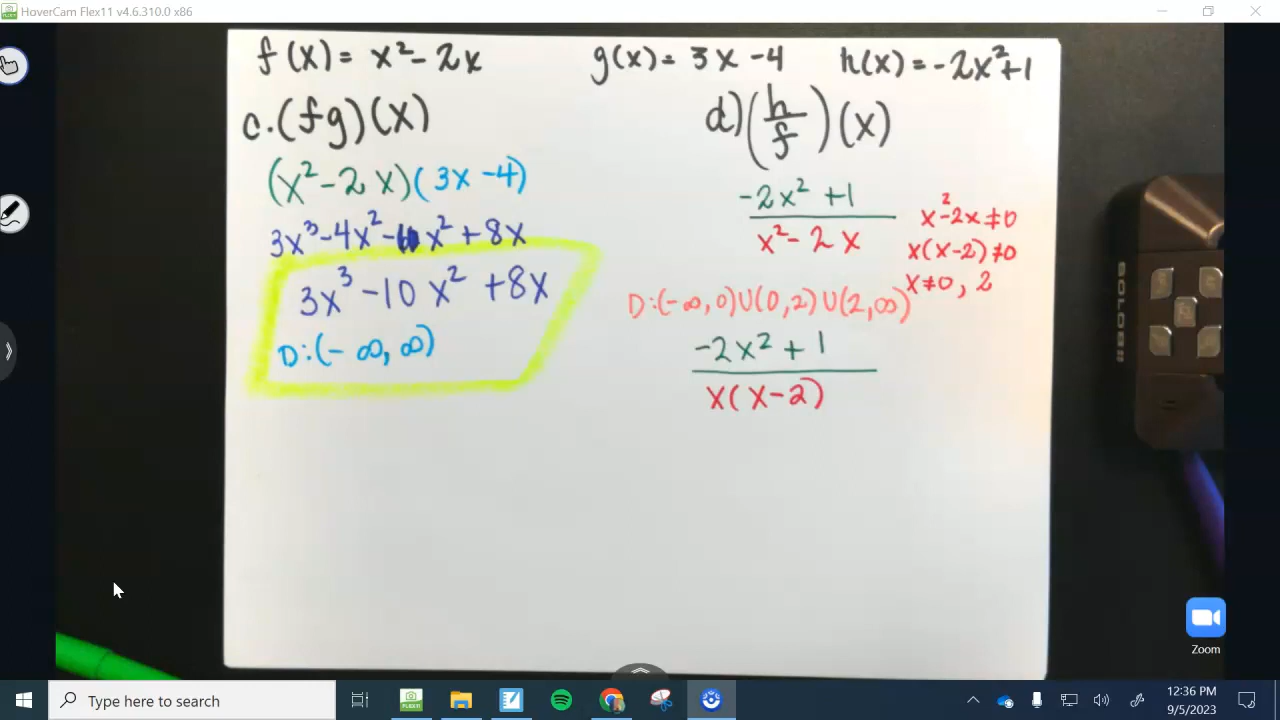 HoverCam Flex11 v4.6.310.0 x86
f(x) = x² - 2x
g(x) = 3x - 4
h(x) = -2x² + 1
c. (fg)(x)
(x² - 2x)(3x - 4)
3x³ - 4x² - x² + 8x
3x³ - 10x² + 8x
D: (-∞, ∞)
d) (h/f)(x)
-2x² + 1
x² - 2x
x² - 2x ≠ 0
x(x - 2) ≠ 0
x ≠ 0, 2
D: (-∞, 0) U (0, 2) U (2, ∞)
-2x² + 1
x(x - 2)
Zoom
Type here to search
12:36 PM
9/5/2023